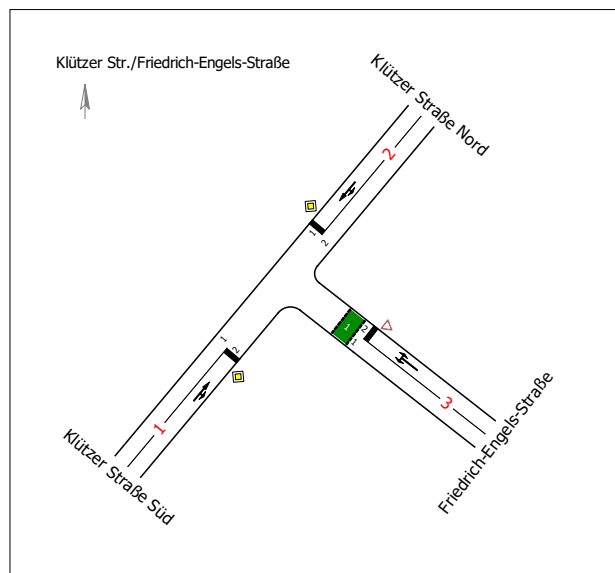 Klützer Str./Friedrich-Engels-Straße
Klützer Straße Nord
2
1
2
1
2
1
2
1
1
3
Klützer Straße Süd
Friedrich-Engels-Straße